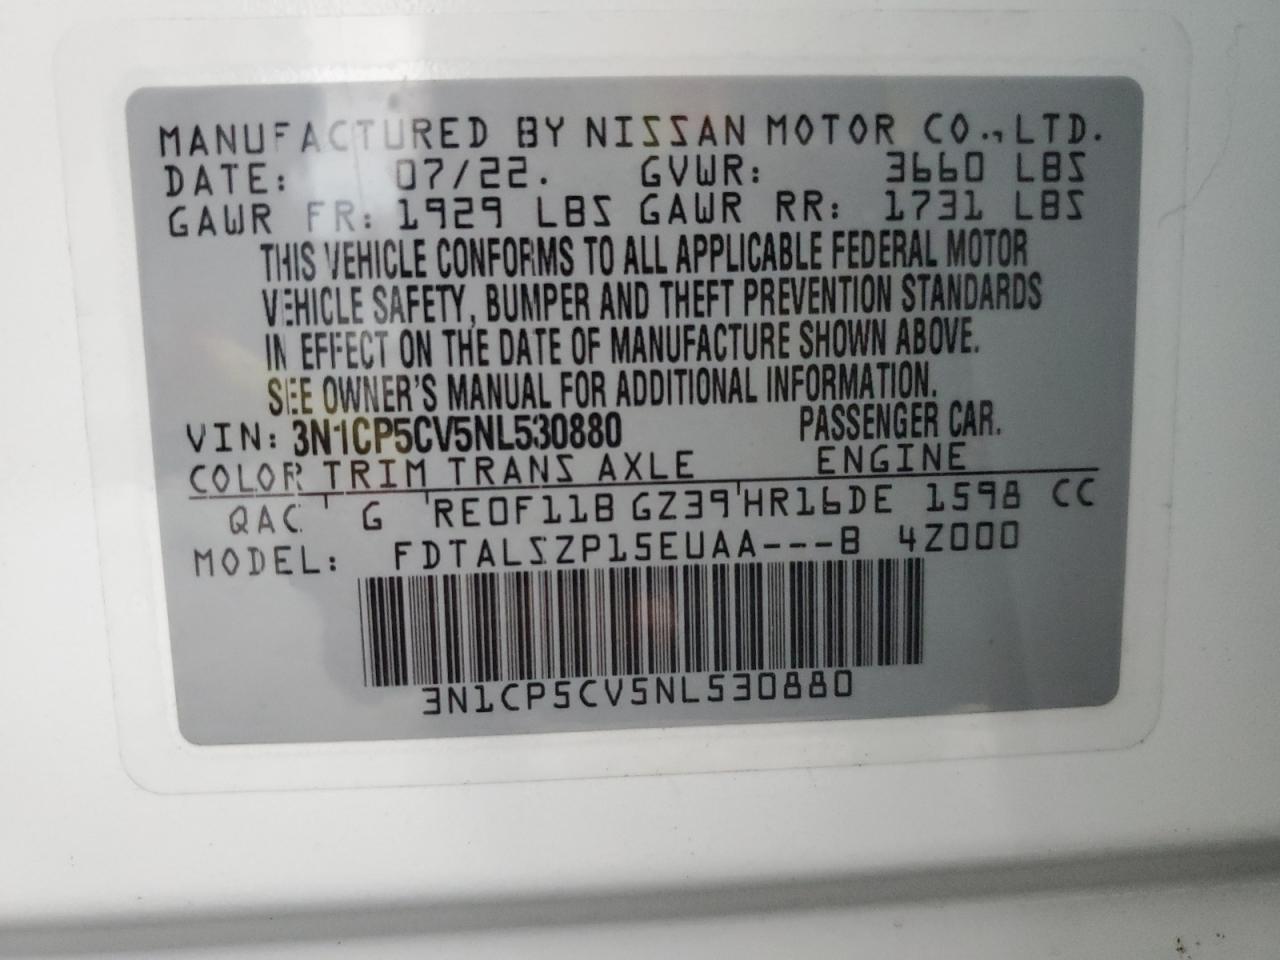 MANUFACTURED BY NISSAN MOTOR CO., LTD.
DATE: 07/22. GVWR: 3660 LBS
GAWR FR: 1929 LBS GAWR RR: 1731 LBS
THIS VEHICLE CONFORMS TO ALL APPLICABLE FEDERAL MOTOR
VEHICLE SAFETY, BUMPER AND THEFT PREVENTION STANDARDS
IN EFFECT ON THE DATE OF MANUFACTURE SHOWN ABOVE.
SEE OWNER'S MANUAL FOR ADDITIONAL INFORMATION.
VIN: 3N1CP5CV5NL530880 PASSENGER CAR.
COLOR TRIM TRANS AXLE ENGINE
QAC G RE0F11B GZ39 HR16DE 1598 CC
MODEL: FDTALSZP15EUAA---B 4Z000
3N1CP5CV5NL530880